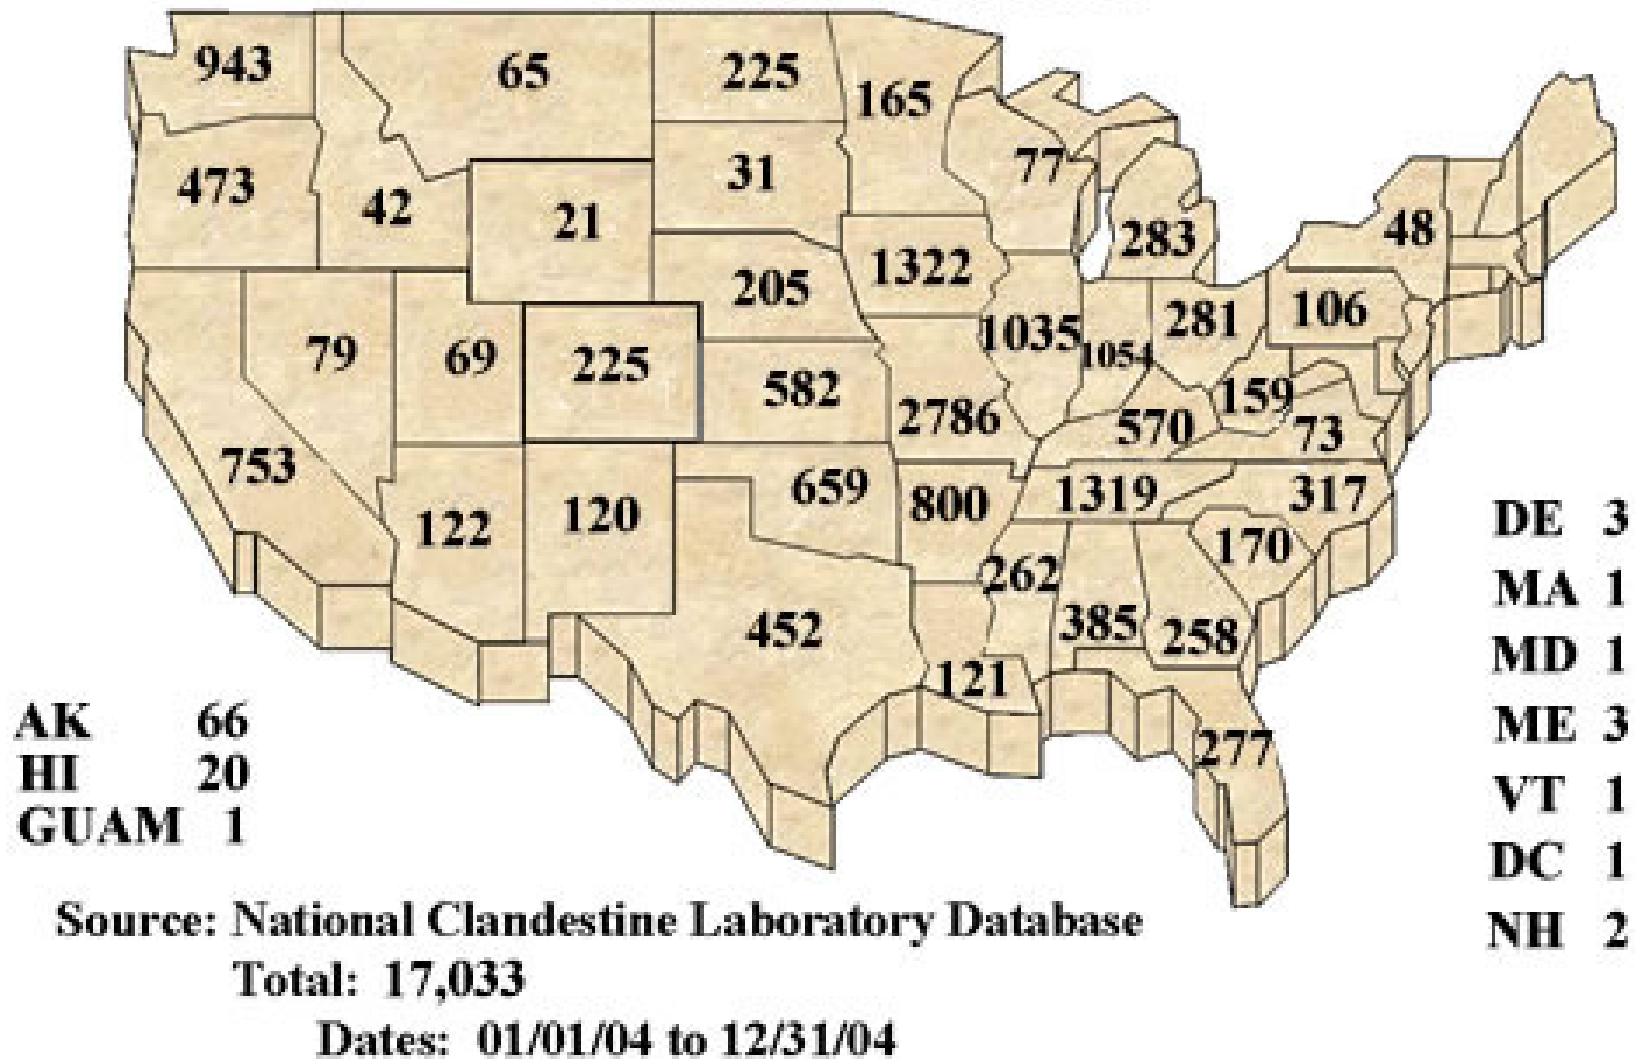 943 65 225 165
473 42 21 31 77
283 48
1322
205
79 69 225 582 1035 1054 281 106
2786 570 159 73
753 122 120 659 800 1319 317
170
262
452 385 258
121
277
AK 66
HI 20
GUAM 1
DE 3
MA 1
MD 1
ME 3
VT 1
DC 1
NH 2
Source: National Clandestine Laboratory Database
Total: 17,033
Dates: 01/01/04 to 12/31/04